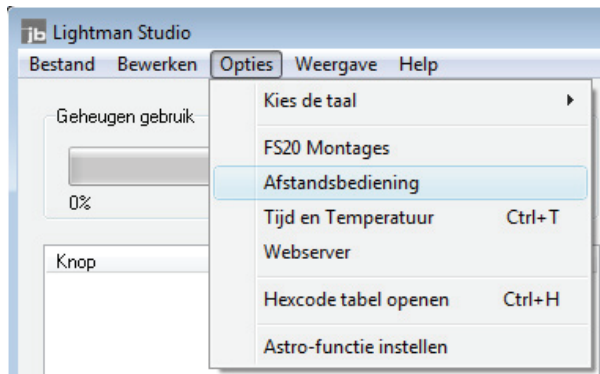 jb Lightman Studio
Bestand Bewerken Opties Weergave Help
Kies de taal
Geheugen gebruik
FS20 Montages
Afstandsbediening
0%
Tijd en Temperatuur Ctrl+T
Webserver
Knop
Hexcode tabel openen Ctrl+H
Astro-functie instellen